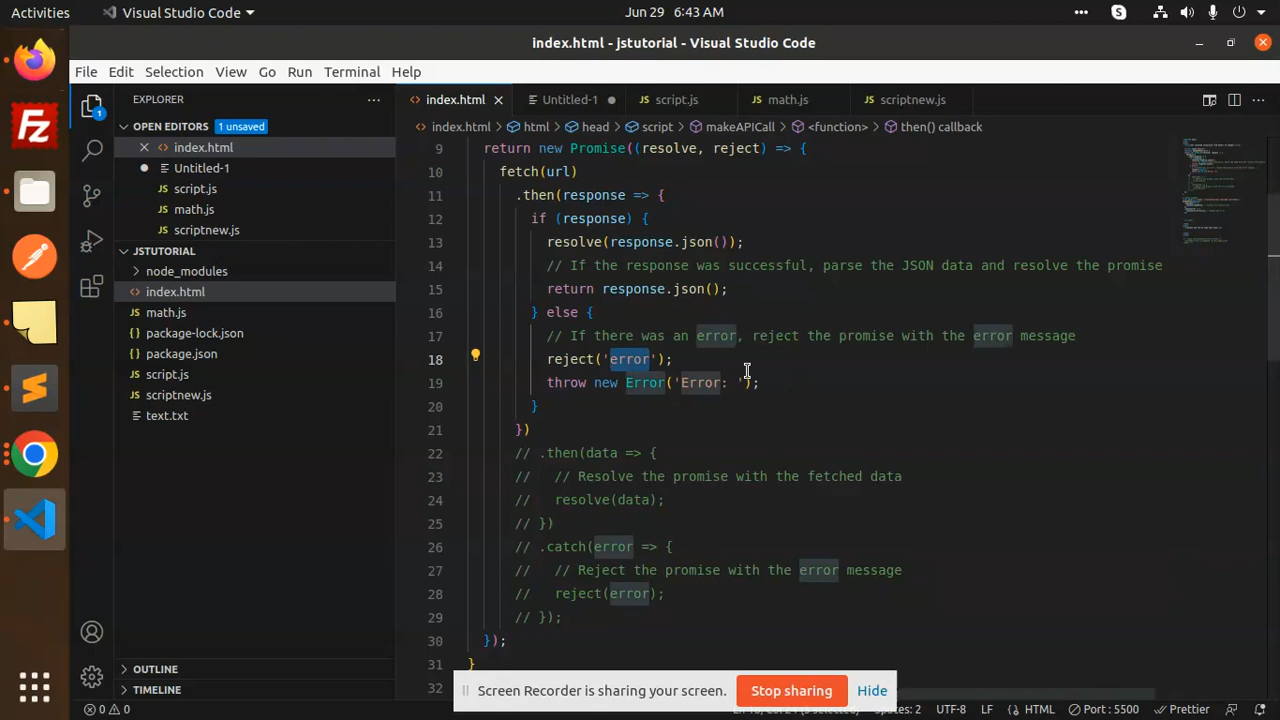 Activities
Visual Studio Code
Jun 29 6:43 AM
index.html - jstutorial - Visual Studio Code
File Edit Selection View Go Run Terminal Help
EXPLORER
index.html
Untitled-1
script.js
math.js
scriptnew.js
OPEN EDITORS 1 unsaved
index.html > html > head > script > makeAPICall > <function> > then() callback
index.html
Untitled-1
script.js
math.js
scriptnew.js
JSTUTORIAL
node_modules
index.html
math.js
package-lock.json
package.json
script.js
scriptnew.js
text.txt
OUTLINE
TIMELINE
9 return new Promise((resolve, reject) => {
10 fetch(url)
11 .then(response => {
12 if (response) {
13 resolve(response.json());
14 // If the response was successful, parse the JSON data and resolve the promise
15 return response.json();
16 } else {
17 // If there was an error, reject the promise with the error message
18 reject('error');
19 throw new Error('Error: ');
20 }
21 })
22 // .then(data => {
23 // // Resolve the promise with the fetched data
24 // resolve(data);
25 // })
26 // .catch(error => {
27 // // Reject the promise with the error message
28 // reject(error);
29 // });
30 });
31 }
32
Screen Recorder is sharing your screen. Stop sharing Hide
0 0
UTF-8 LF HTML Port : 5500 Prettier